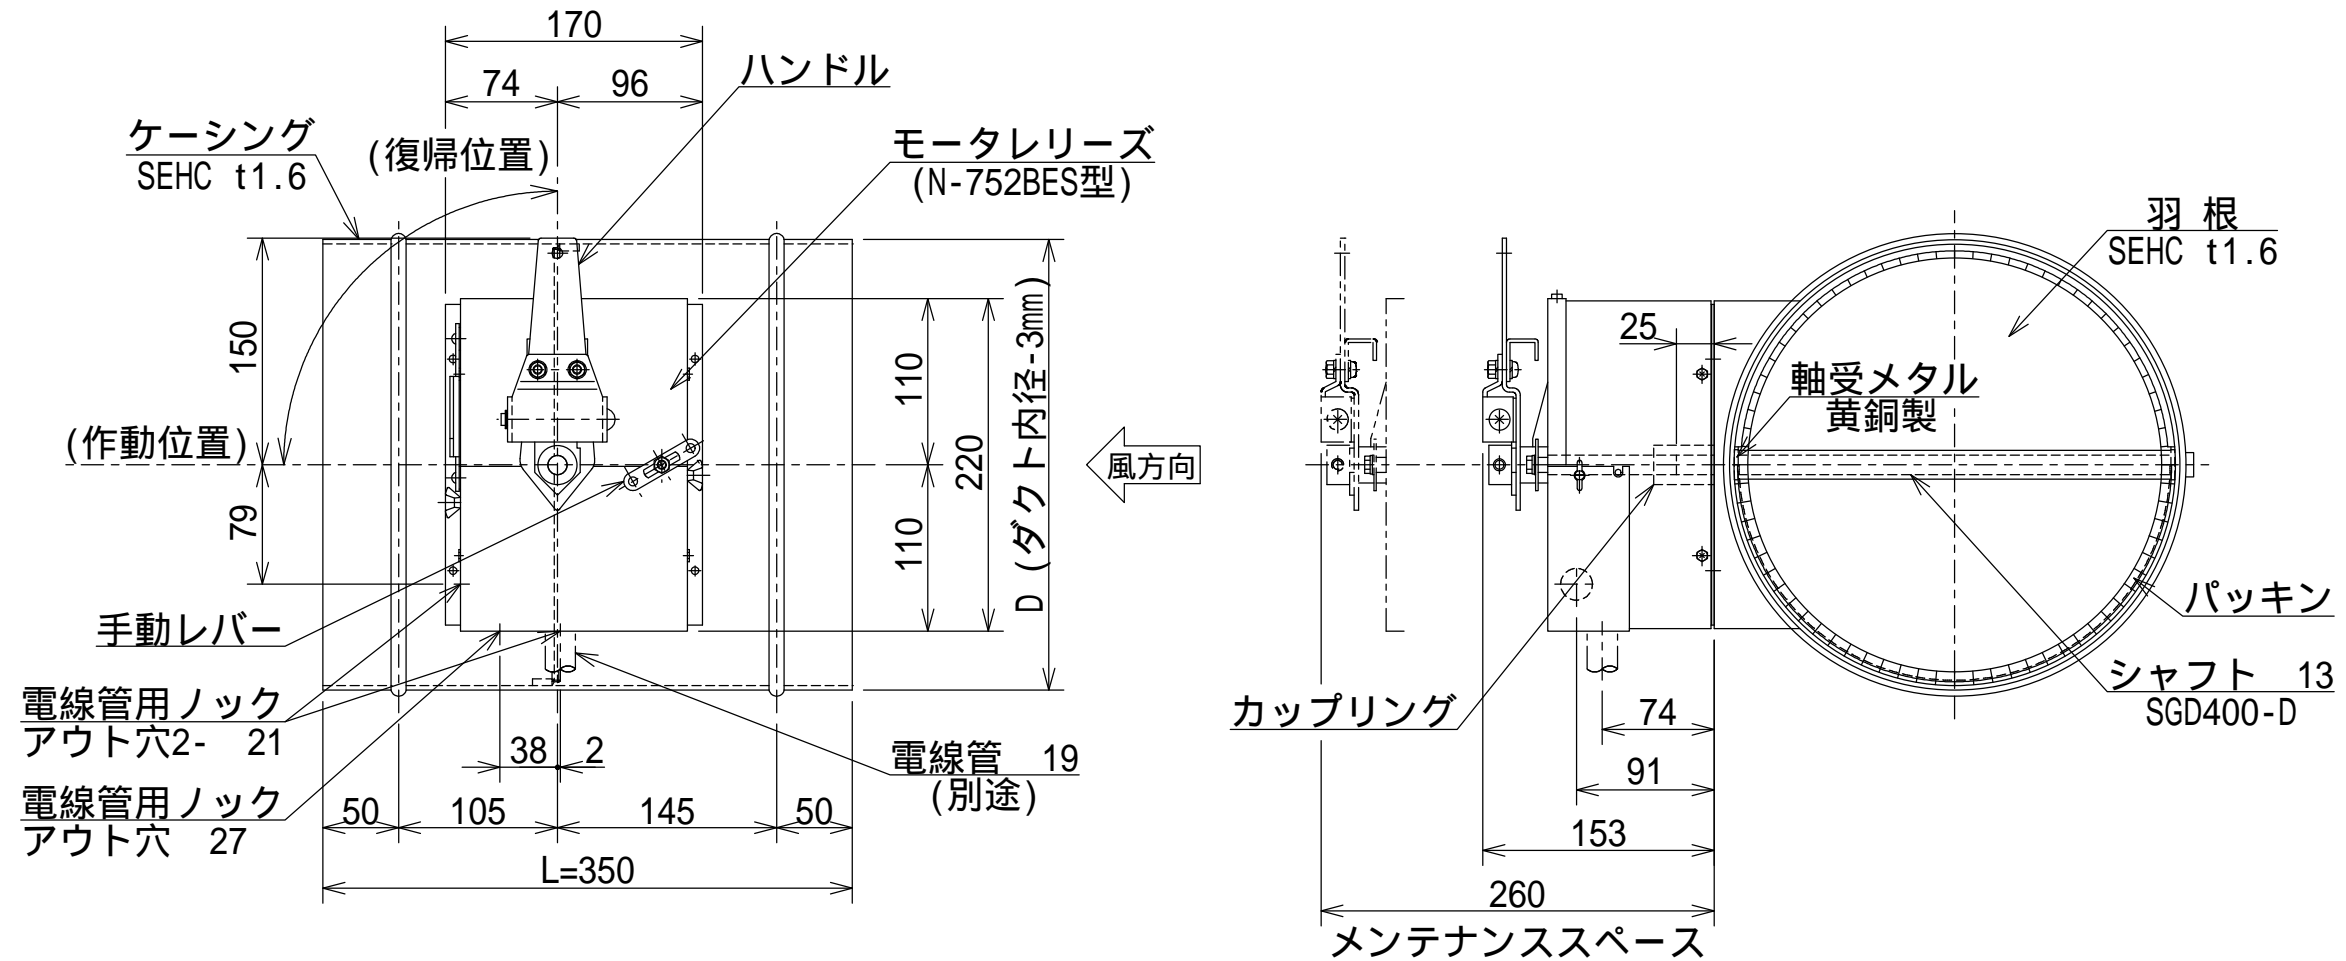 170
74
96
ハンドル
ケーシング
SEHC t1.6
(復帰位置)
モータレリーズ
(N-752BES型)
150
(作動位置)
79
110
110
220
D (ダクト内径-3mm)
風方向
手動レバー
電線管用ノック
アウト穴2- 21
電線管用ノック
アウト穴 27
38
2
電線管 19
(別途)
50
105
145
50
L=350
羽 根
SEHC t1.6
25
軸受メタル
黄銅製
パッキン
シャフト 13
SGD400-D
カップリング
74
91
153
260
メンテナンススペース